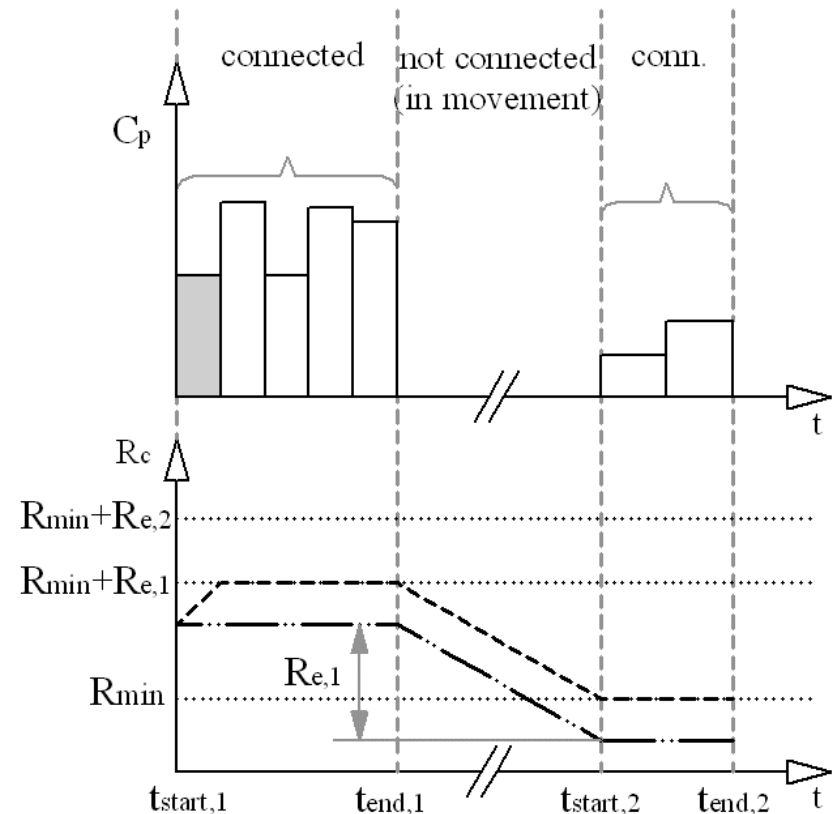 connected
not connected
(in movement)
conn.
Cp
t
Rc
Rmin+Re,2
Rmin+Re,1
Re,1
Rmin
tstart,1
tend,1
tstart,2
tend,2
t